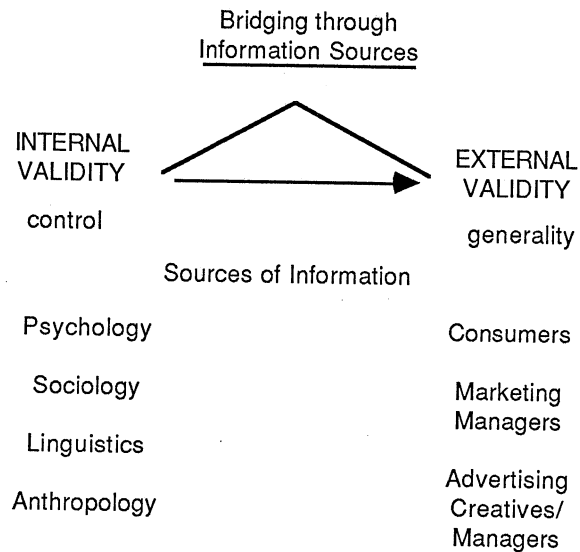 Bridging through
Information Sources
INTERNAL
VALIDITY
control
EXTERNAL
VALIDITY
generality
Sources of Information
Psychology
Consumers
Sociology
Marketing
Managers
Linguistics
Anthropology
Advertising
Creatives/
Managers